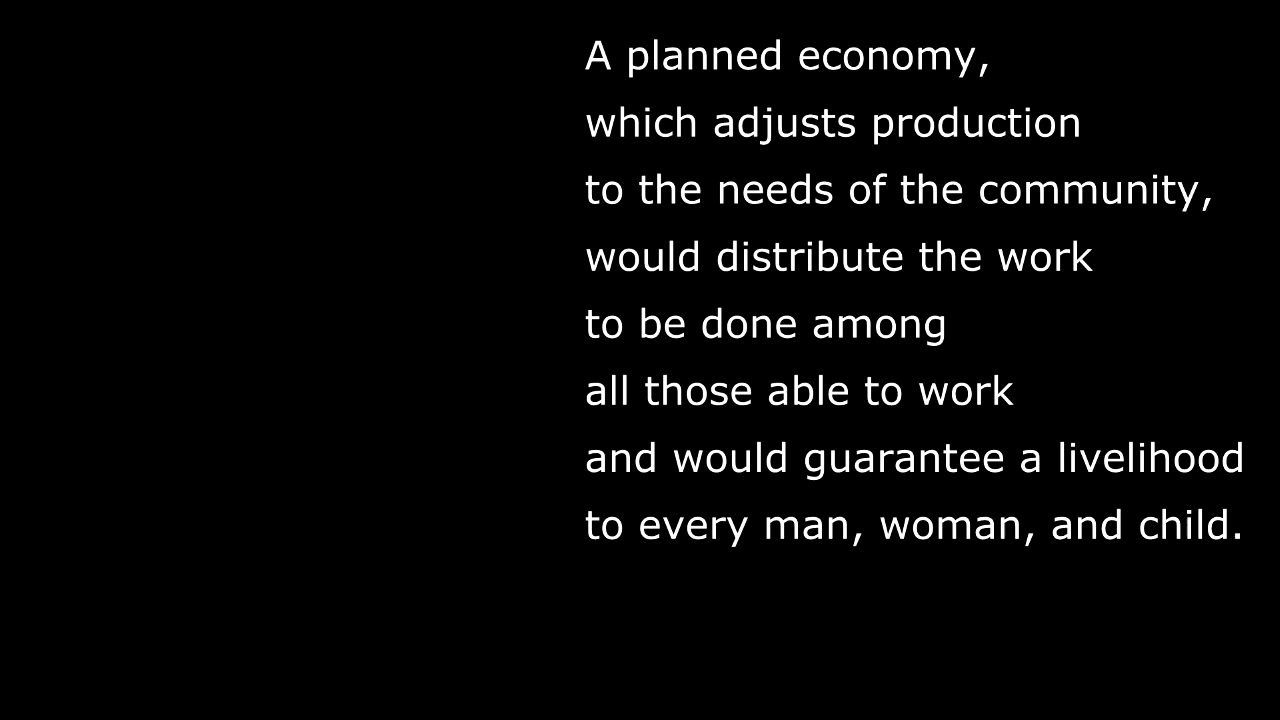 A planned economy,
which adjusts production
to the needs of the community,
would distribute the work
to be done among
all those able to work
and would guarantee a livelihood
to every man, woman, and child.